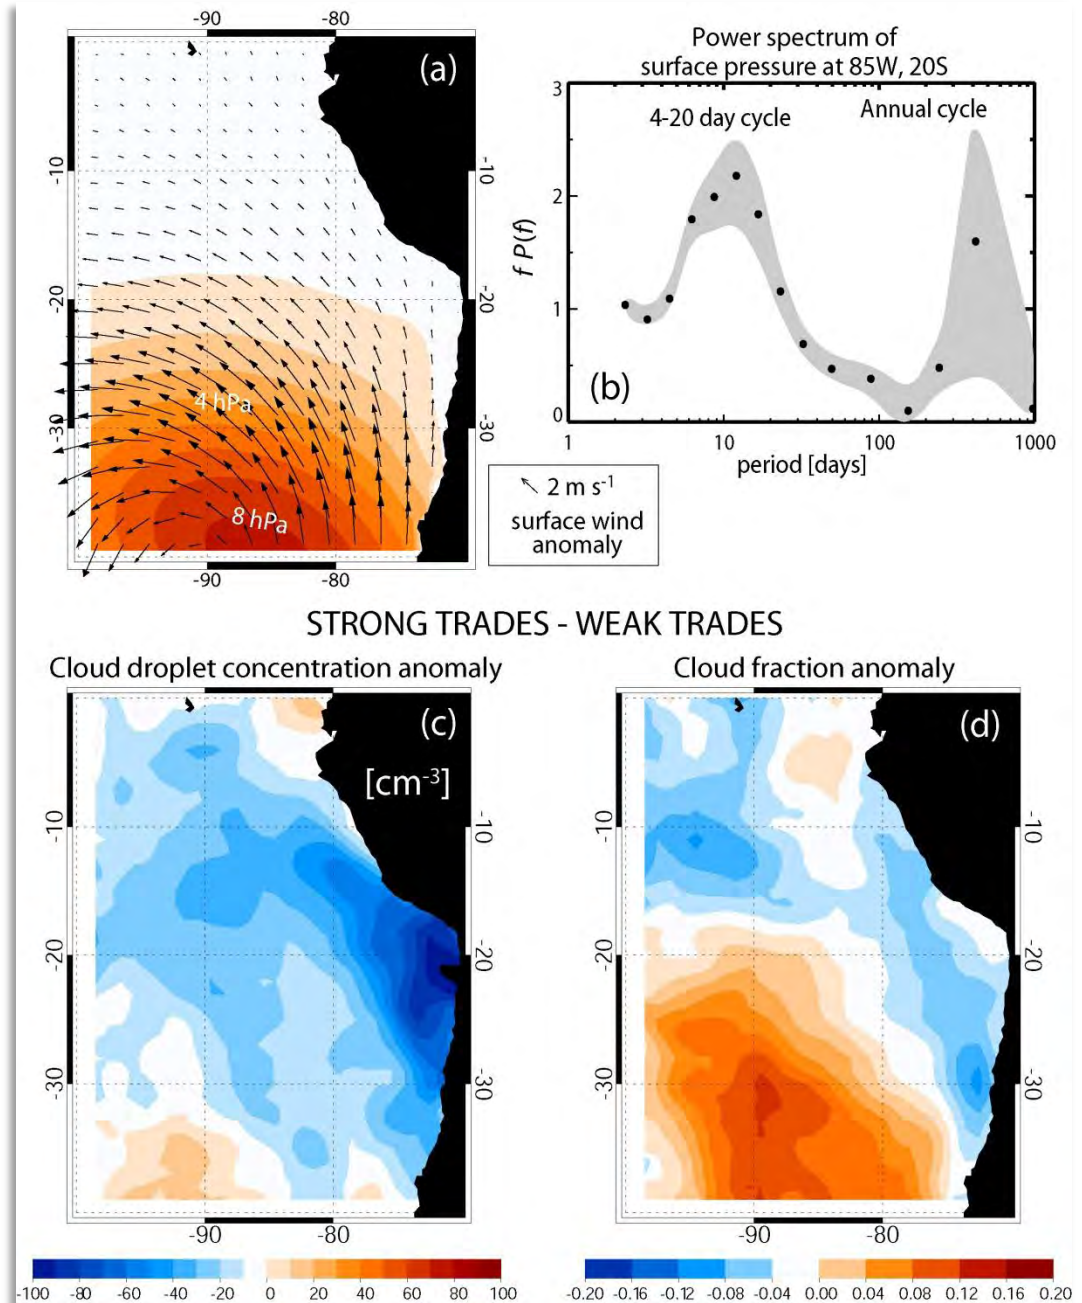 -90 -80
(a)
-10 -10
-20 -20
4 hPa
-30 -30
8 hPa
-90 -80
Power spectrum of
surface pressure at 85W, 20S
3
4-20 day cycle
Annual cycle
2
f P(f)
1
(b)
0
1 10 100 1000
period [days]
2 m s⁻¹
surface wind
anomaly
STRONG TRADES - WEAK TRADES
Cloud droplet concentration anomaly
(c)
[cm⁻³]
-10 -10
-20 -20
-30 -30
-90 -80
-100 -80 -60 -40 -20 0 20 40 60 80 100
Cloud fraction anomaly
(d)
-10 -10
-20 -20
-30 -30
-90 -80
-0.20 -0.16 -0.12 -0.08 -0.04 0.00 0.04 0.08 0.12 0.16 0.20